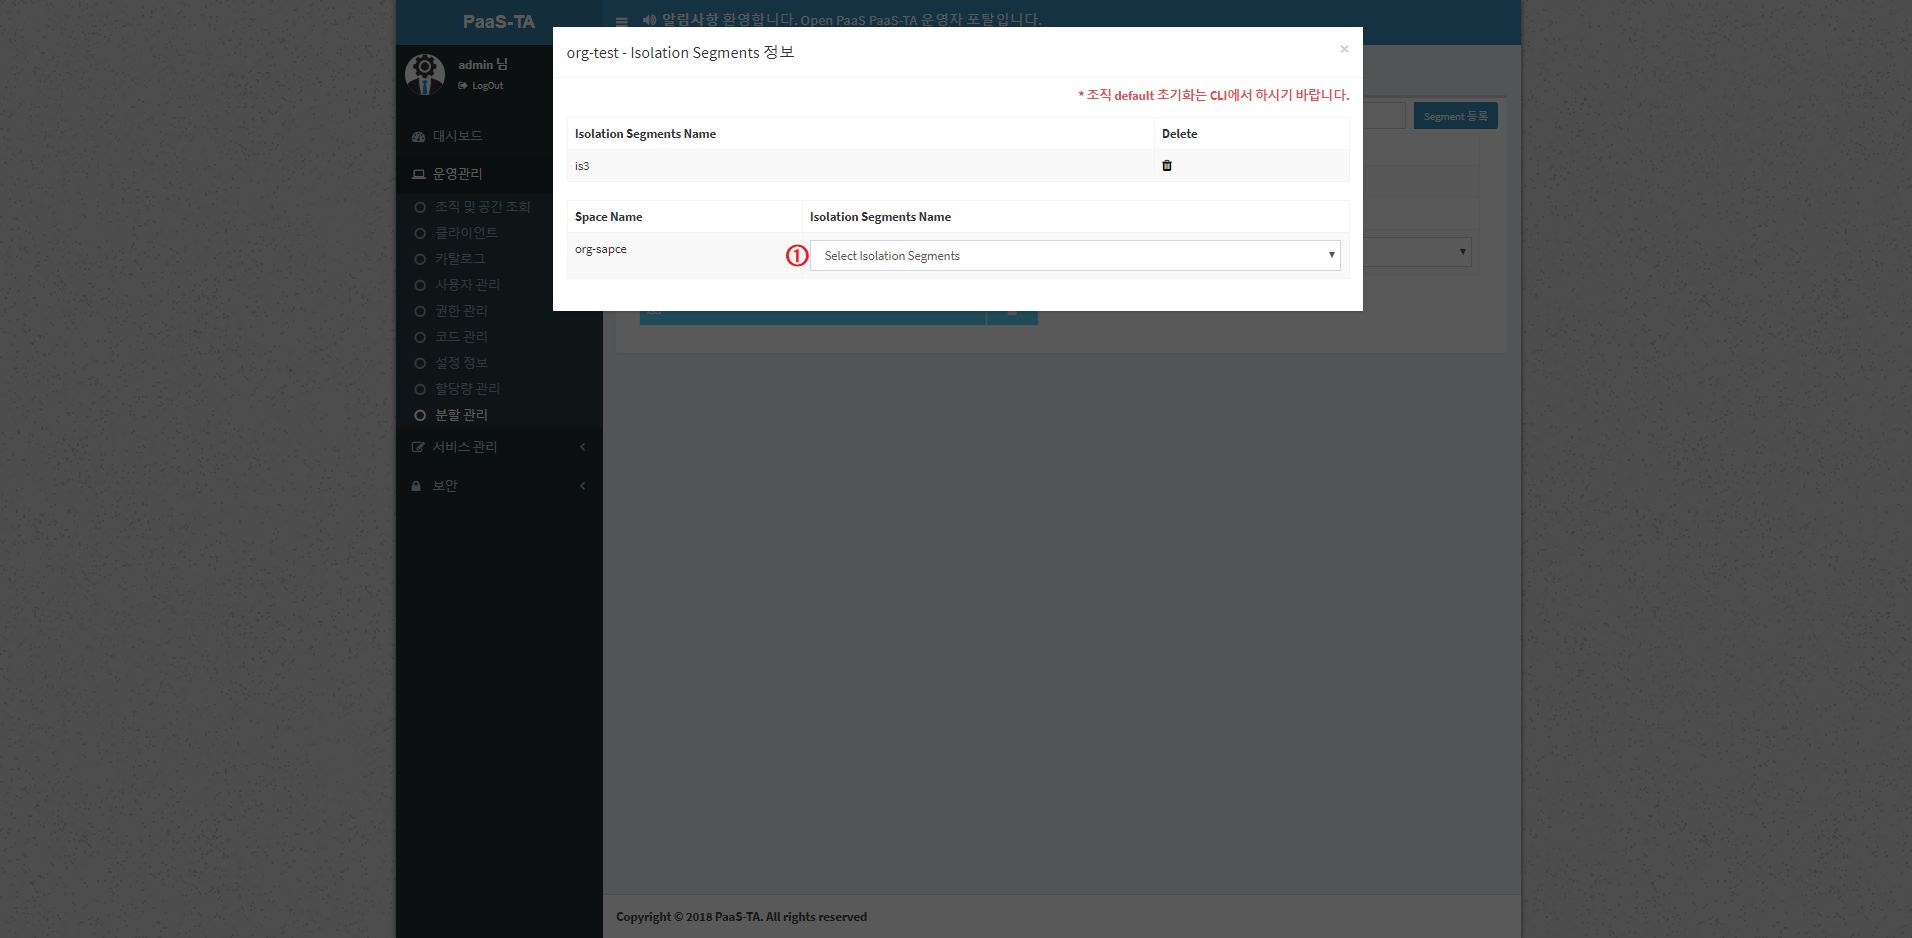 PaaS-TA
알림사항 환영합니다. Open PaaS PaaS-TA 운영자 포탈입니다.
admin 님
LogOut
대시보드
운영관리
조직 및 공간 조회
클라이언트
카탈로그
사용자 관리
권한 관리
코드 관리
설정 정보
할당량 관리
분할 관리
서비스 관리
보안
org-test - Isolation Segments 정보
×
* 조직 default 초기화는 CLI에서 하시기 바랍니다.
Isolation Segments Name Delete
is3
Space Name Isolation Segments Name
org-sapce ① Select Isolation Segments
Segment 등록
Copyright © 2018 PaaS-TA. All rights reserved